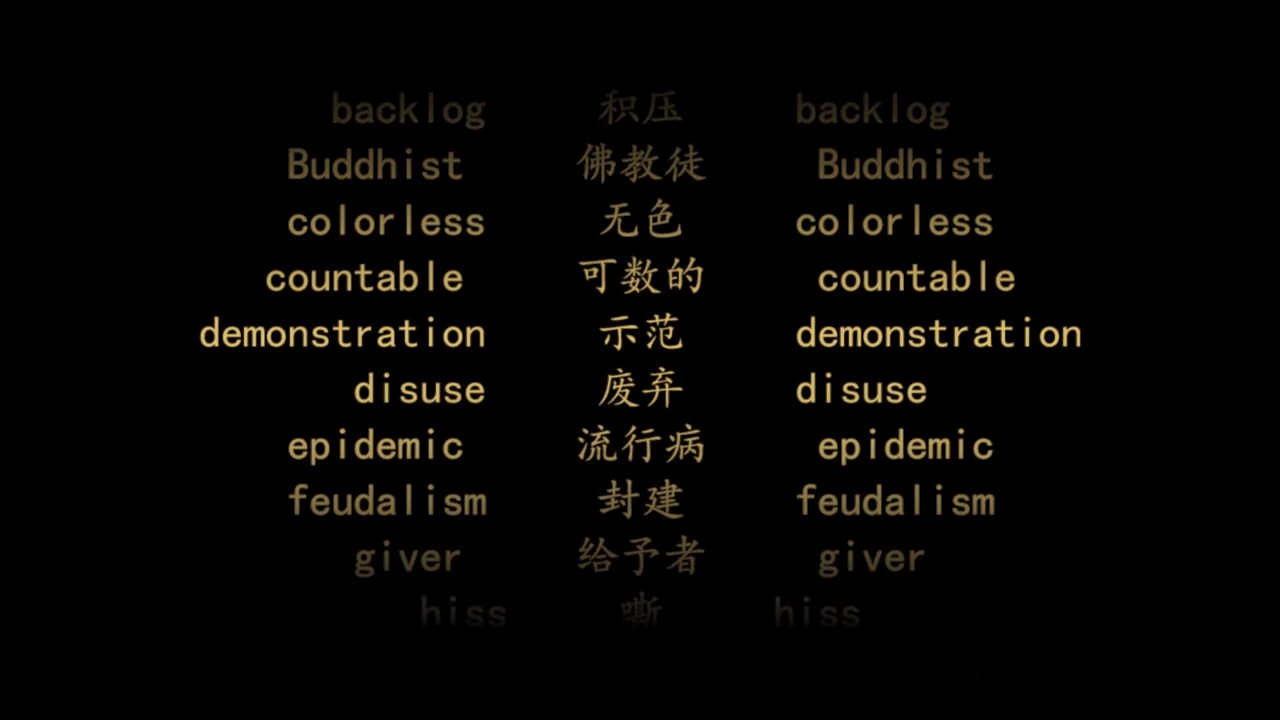 backlog 积压 backlog
Buddhist 佛教徒 Buddhist
colorless 无色 colorless
countable 可数的 countable
demonstration 示范 demonstration
disuse 废弃 disuse
epidemic 流行病 epidemic
feudalism 封建 feudalism
giver 给予者 giver
hiss 嘶 hiss